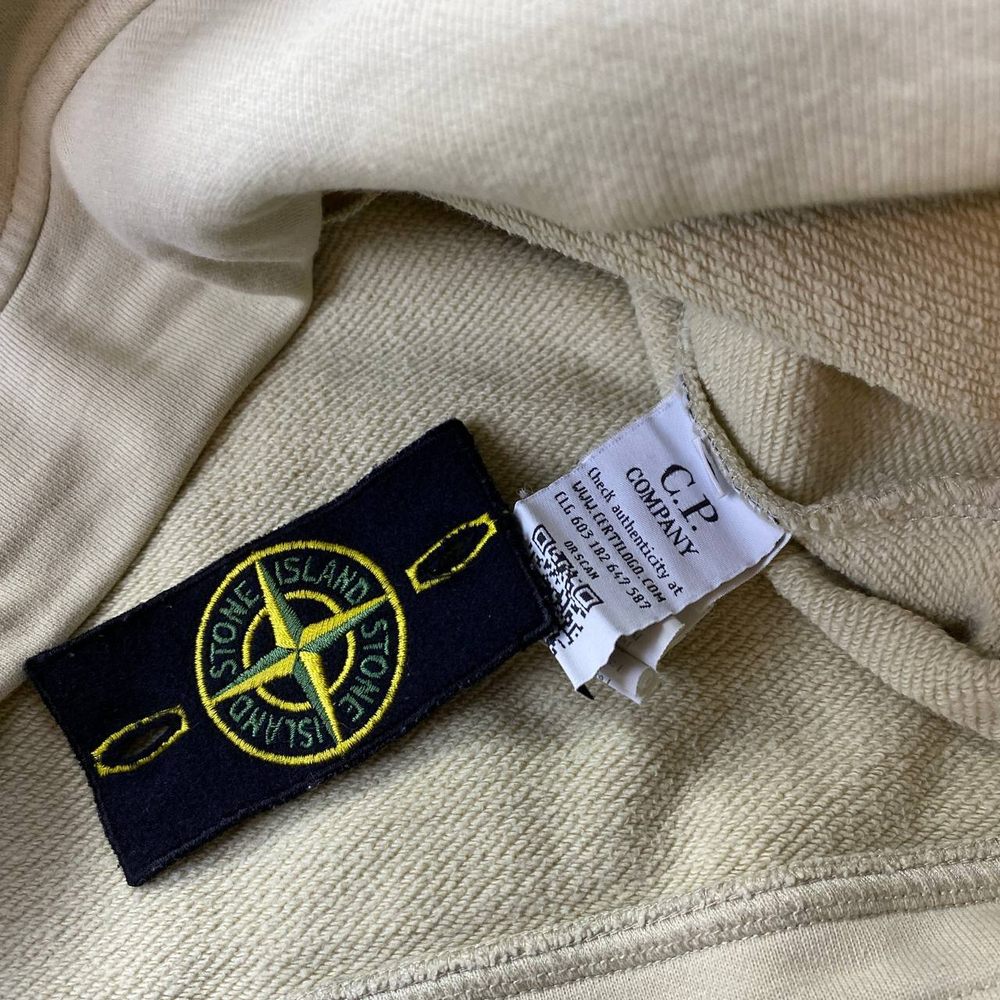 STONE ISLAND
STONE ISLAND
C.P.
COMPANY
Check authenticity at
WWW.CERTILOGO.COM
CLG 603 182 647 587
OR SCAN